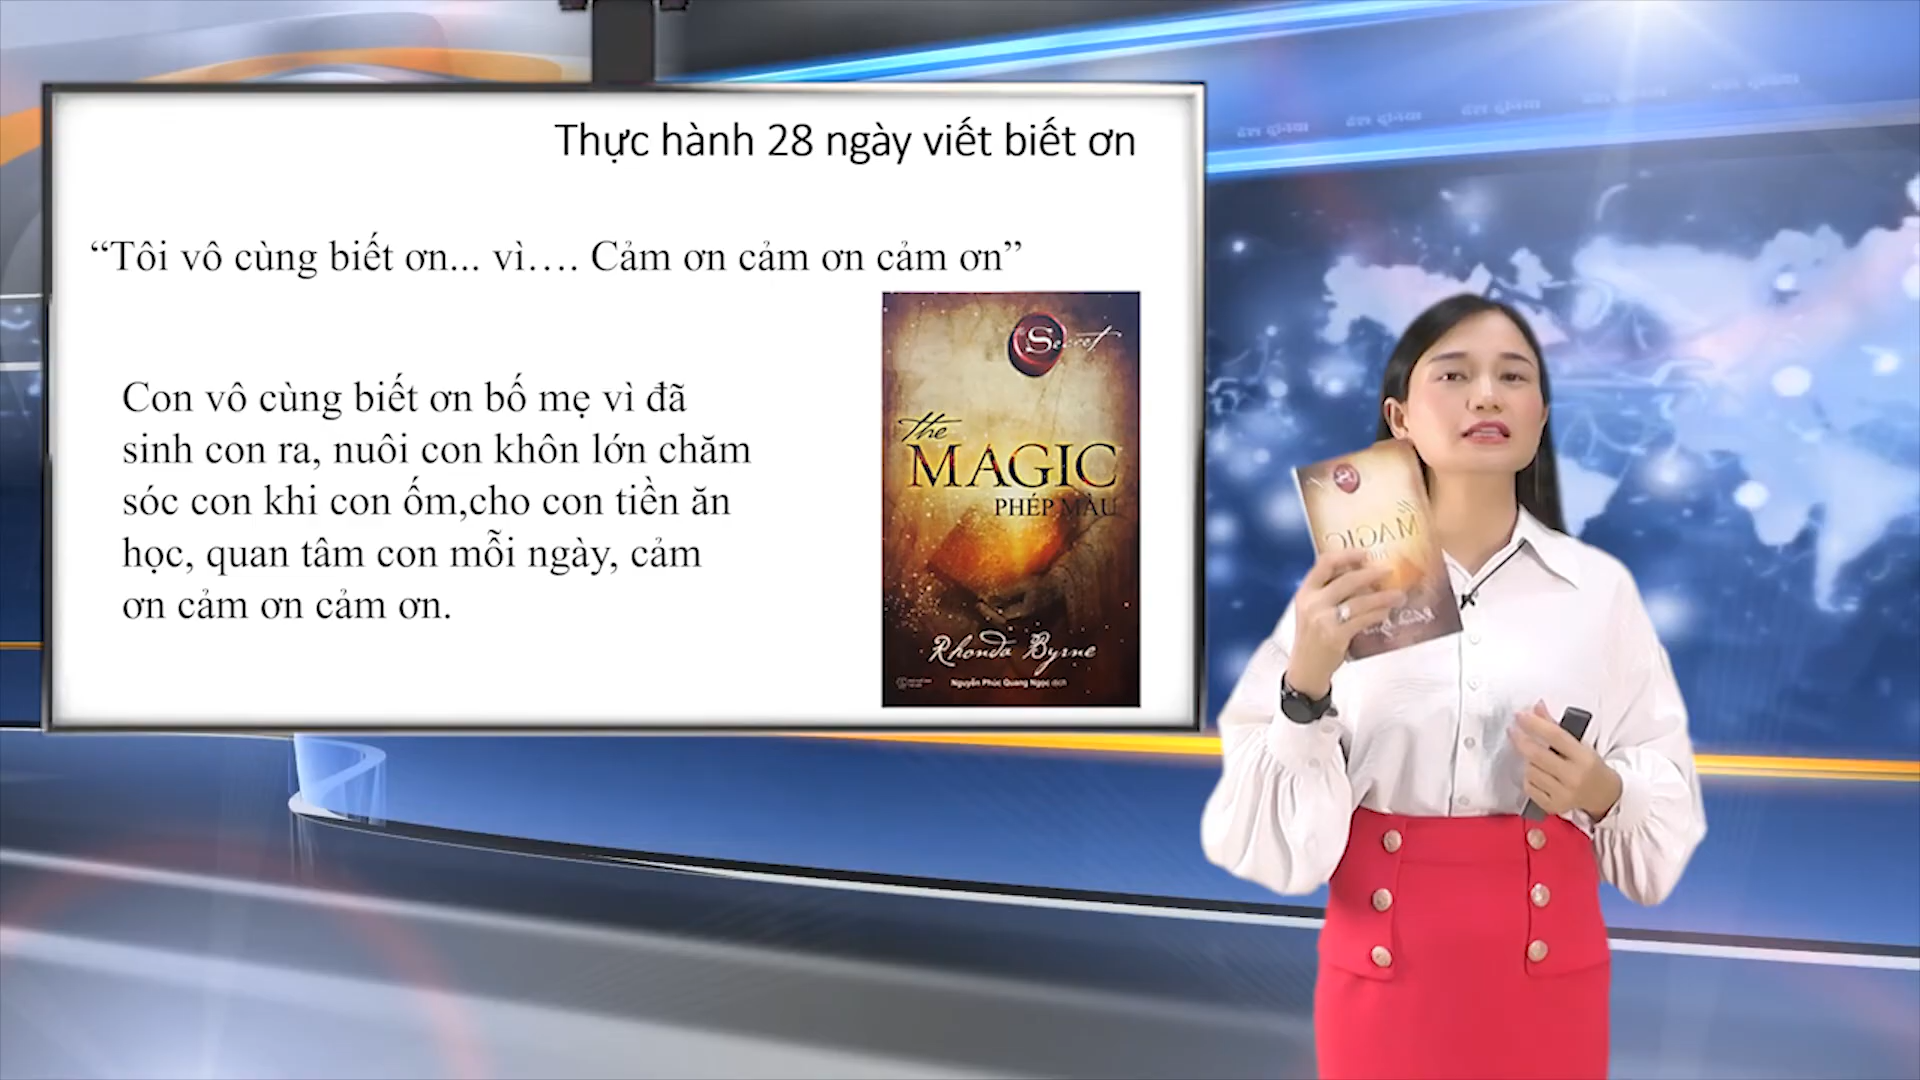 Thực hành 28 ngày viết biết ơn
“Tôi vô cùng biết ơn... vì…. Cảm ơn cảm ơn cảm ơn”
Con vô cùng biết ơn bố mẹ vì đã
sinh con ra, nuôi con khôn lớn chăm
sóc con khi con ốm,cho con tiền ăn
học, quan tâm con mỗi ngày, cảm
ơn cảm ơn cảm ơn.
Secret
the
MAGIC
PHÉP MÀU
Rhonda Byrne
Nguyễn Phúc Quang Ngọc dịch
the
MAGIC